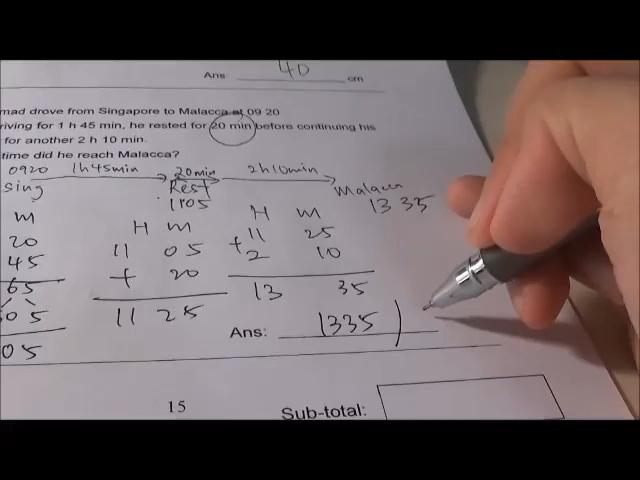 Ans: 40 cm
mad drove from Singapore to Malacca at 09 20
riving for 1 h 45 min, he rested for 20 min before continuing his
for another 2 h 10 min.
time did he reach Malacca?
0920 1h45min 20min 2h10min
Sing Rest Malacca
1105 1335
M H M H M
20 11 05 + 11 25
45 + 20 2 10
65
05 11 25 13 35
05
Ans: 1335
15
Sub-total: